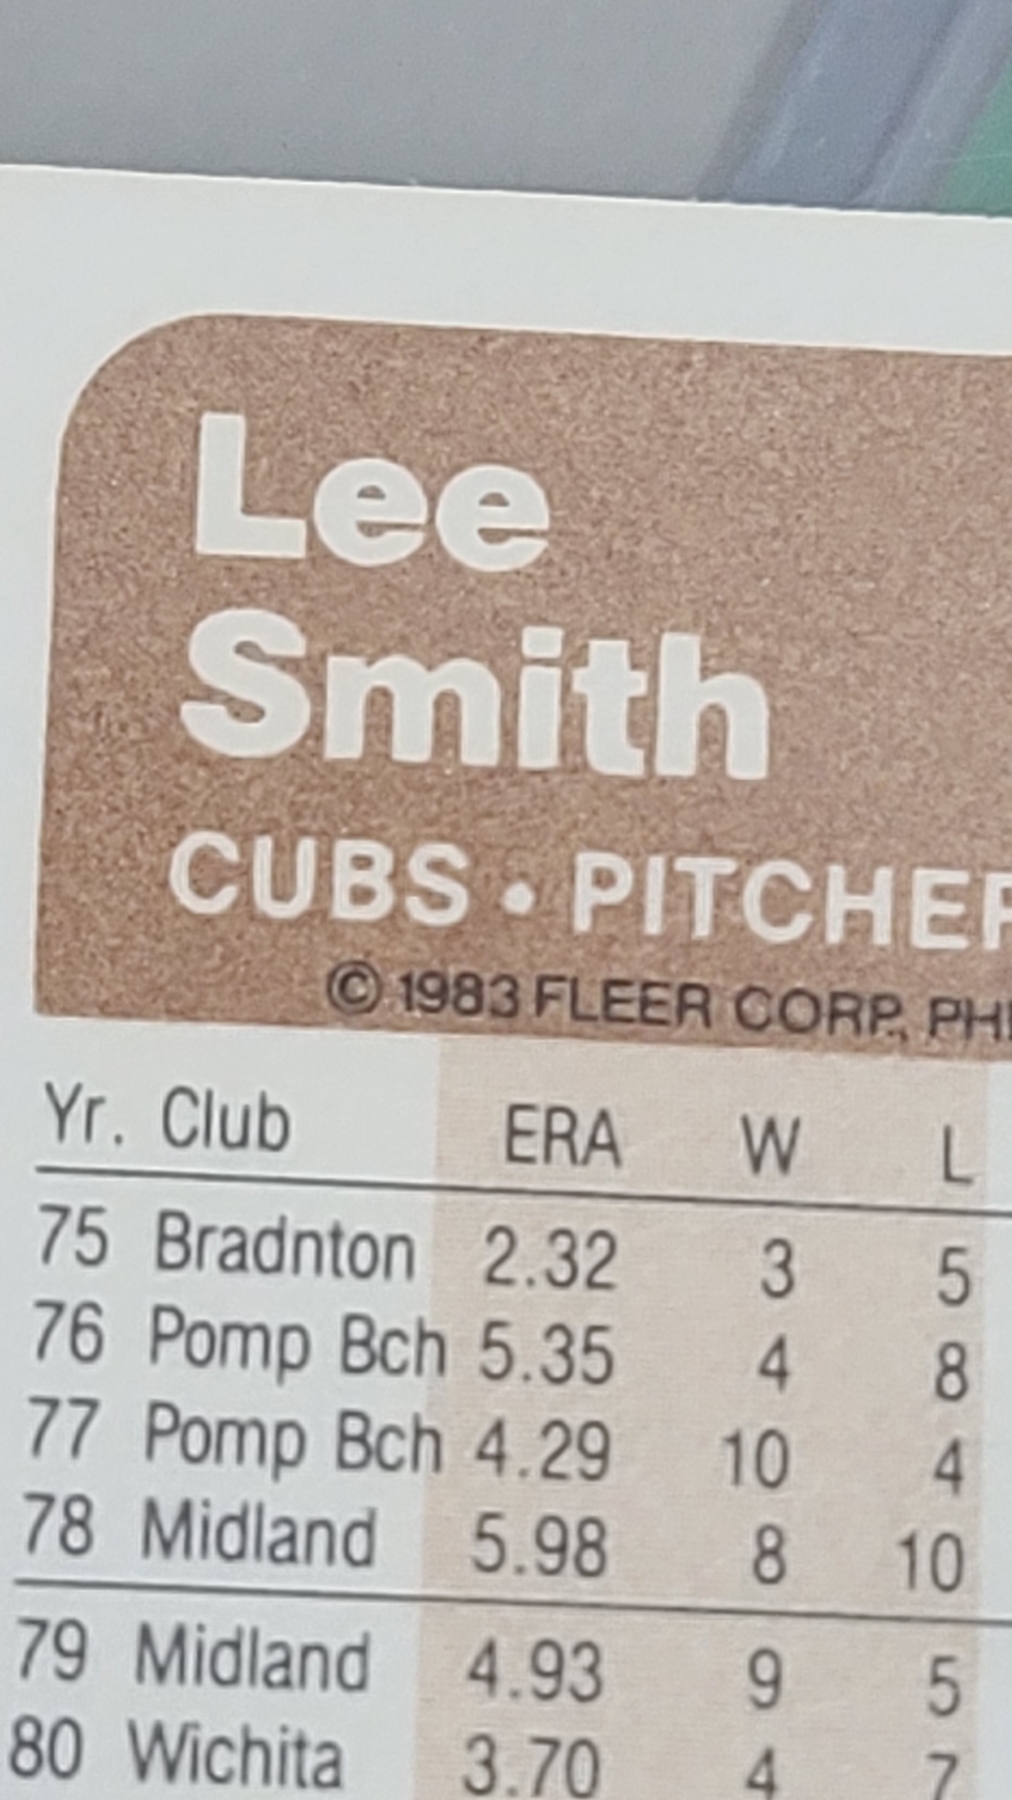 Lee
Smith
CUBS • PITCHER
© 1983 FLEER CORP.,
Yr. Club ERA W L
75 Bradnton 2.32 3 5
76 Pomp Bch 5.35 4 8
77 Pomp Bch 4.29 10 4
78 Midland 5.98 8 10
79 Midland 4.93 9 5
80 Wichita 3.70 4 7